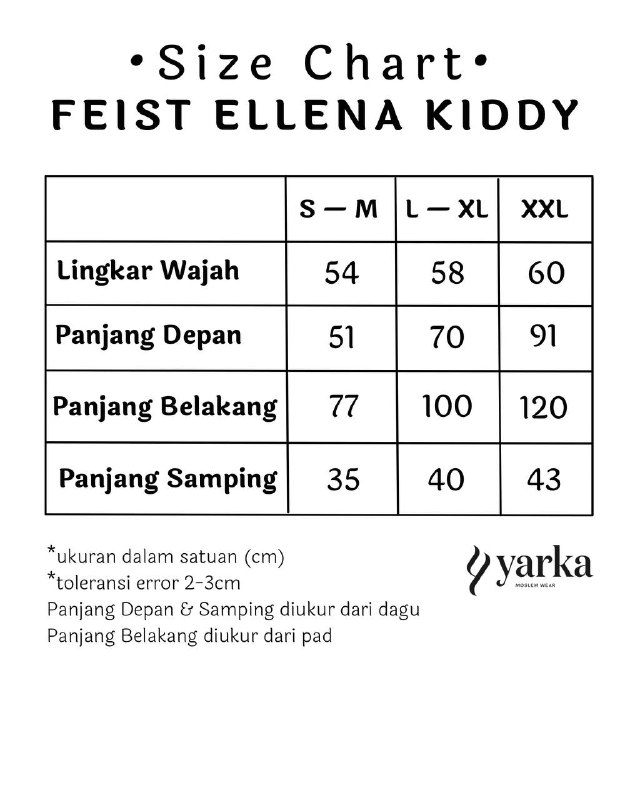 •Size Chart•
FEIST ELLENA KIDDY
S — M L — XL XXL
Lingkar Wajah 54 58 60
Panjang Depan 51 70 91
Panjang Belakang 77 100 120
Panjang Samping 35 40 43
*ukuran dalam satuan (cm)
*toleransi error 2-3cm
Panjang Depan & Samping diukur dari dagu
Panjang Belakang diukur dari pad
yarka
MOSLEM WEAR